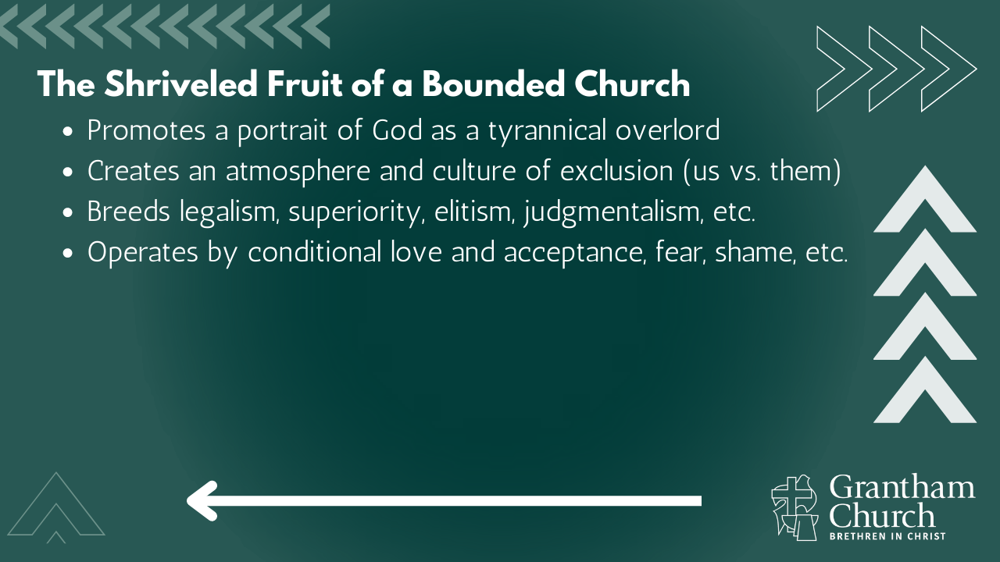 The Shriveled Fruit of a Bounded Church
• Promotes a portrait of God as a tyrannical overlord
• Creates an atmosphere and culture of exclusion (us vs. them)
• Breeds legalism, superiority, elitism, judgmentalism, etc.
• Operates by conditional love and acceptance, fear, shame, etc.
Grantham
Church
BRETHREN IN CHRIST